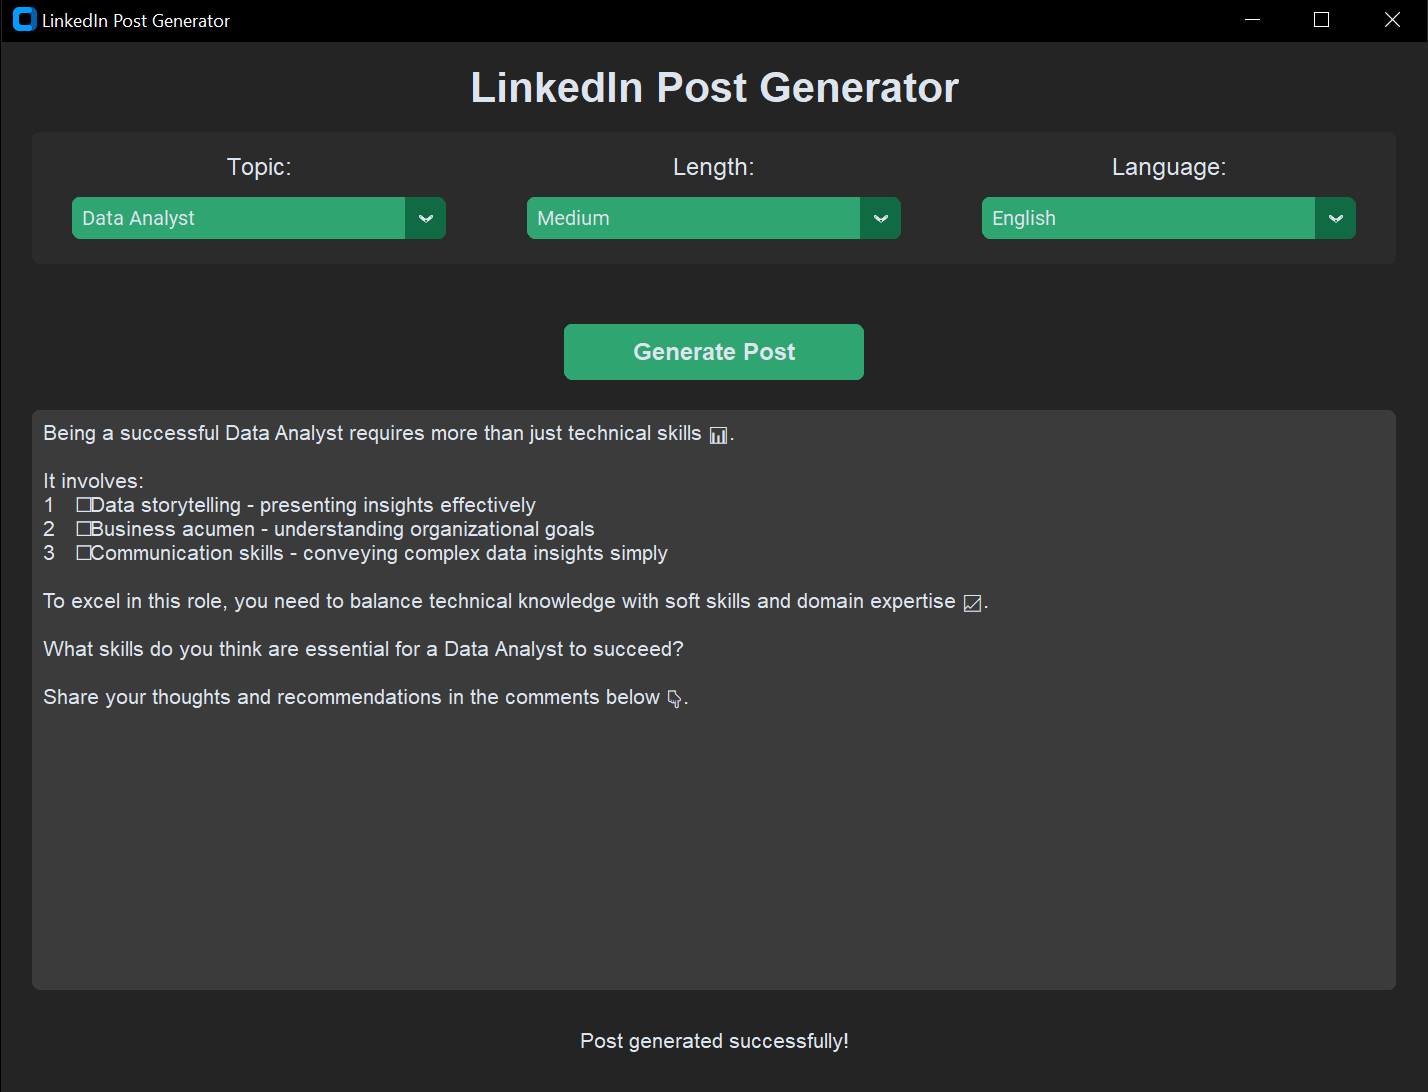 LinkedIn Post Generator
LinkedIn Post Generator
Topic:
Length:
Language:
Data Analyst
Medium
English
Generate Post
Being a successful Data Analyst requires more than just technical skills 📊.
It involves:
1 □Data storytelling - presenting insights effectively
2 □Business acumen - understanding organizational goals
3 □Communication skills - conveying complex data insights simply
To excel in this role, you need to balance technical knowledge with soft skills and domain expertise 📈.
What skills do you think are essential for a Data Analyst to succeed?
Share your thoughts and recommendations in the comments below 👇.
Post generated successfully!